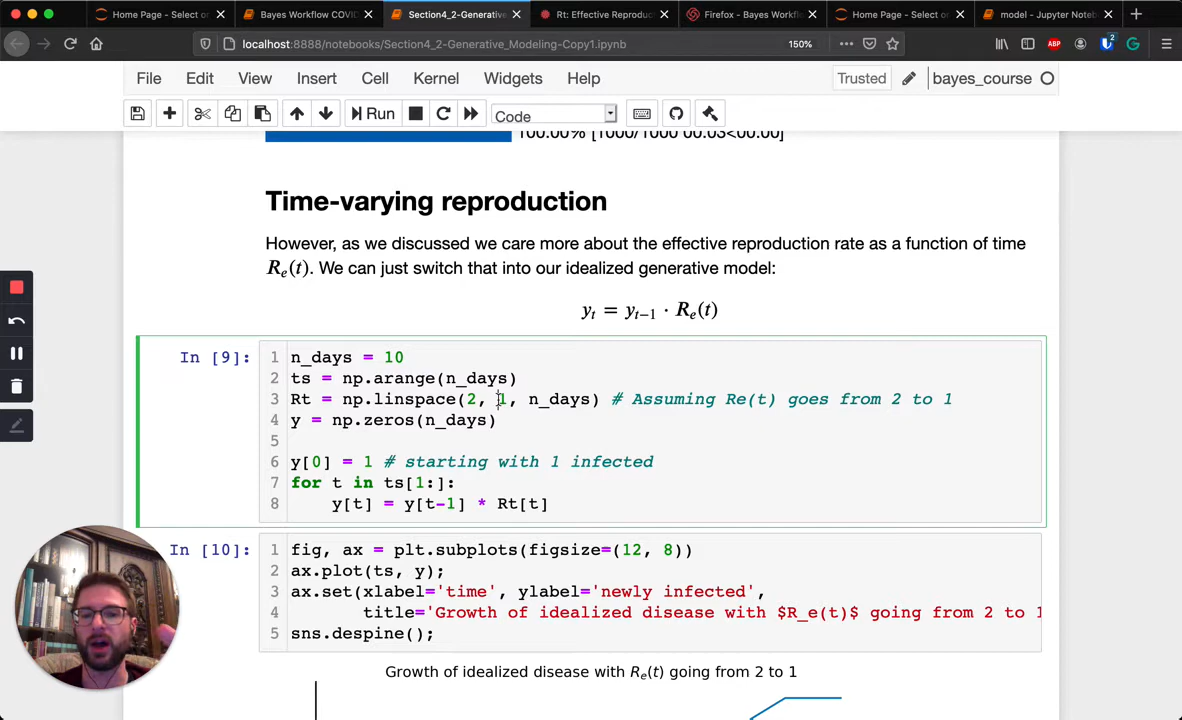 Home Page - Select or
Bayes Workflow COVI
Section4_2-Generative
Rt: Effective Reproduc
Firefox - Bayes Workfl
Home Page - Select or
model - Jupyter Noteb
localhost:8888/notebooks/Section4_2-Generative_Modeling-Copy1.ipynb
150%
ABP
2
File Edit View Insert Cell Kernel Widgets Help
Trusted
bayes_course
Run
Code
100.00% [1000/1000 00:03<00:00]
Time-varying reproduction
However, as we discussed we care more about the effective reproduction rate as a function of time
R_e(t). We can just switch that into our idealized generative model:
y_t = y_{t−1} · R_e(t)
In [9]:
1 n_days = 10
2 ts = np.arange(n_days)
3 Rt = np.linspace(2, 1, n_days) # Assuming Re(t) goes from 2 to 1
4 y = np.zeros(n_days)
5
6 y[0] = 1 # starting with 1 infected
7 for t in ts[1:]:
8     y[t] = y[t-1] * Rt[t]
In [10]:
1 fig, ax = plt.subplots(figsize=(12, 8))
2 ax.plot(ts, y);
3 ax.set(xlabel='time', ylabel='newly infected',
4        title='Growth of idealized disease with $R_e(t)$ going from 2 to 1
5 sns.despine();
Growth of idealized disease with R_e(t) going from 2 to 1